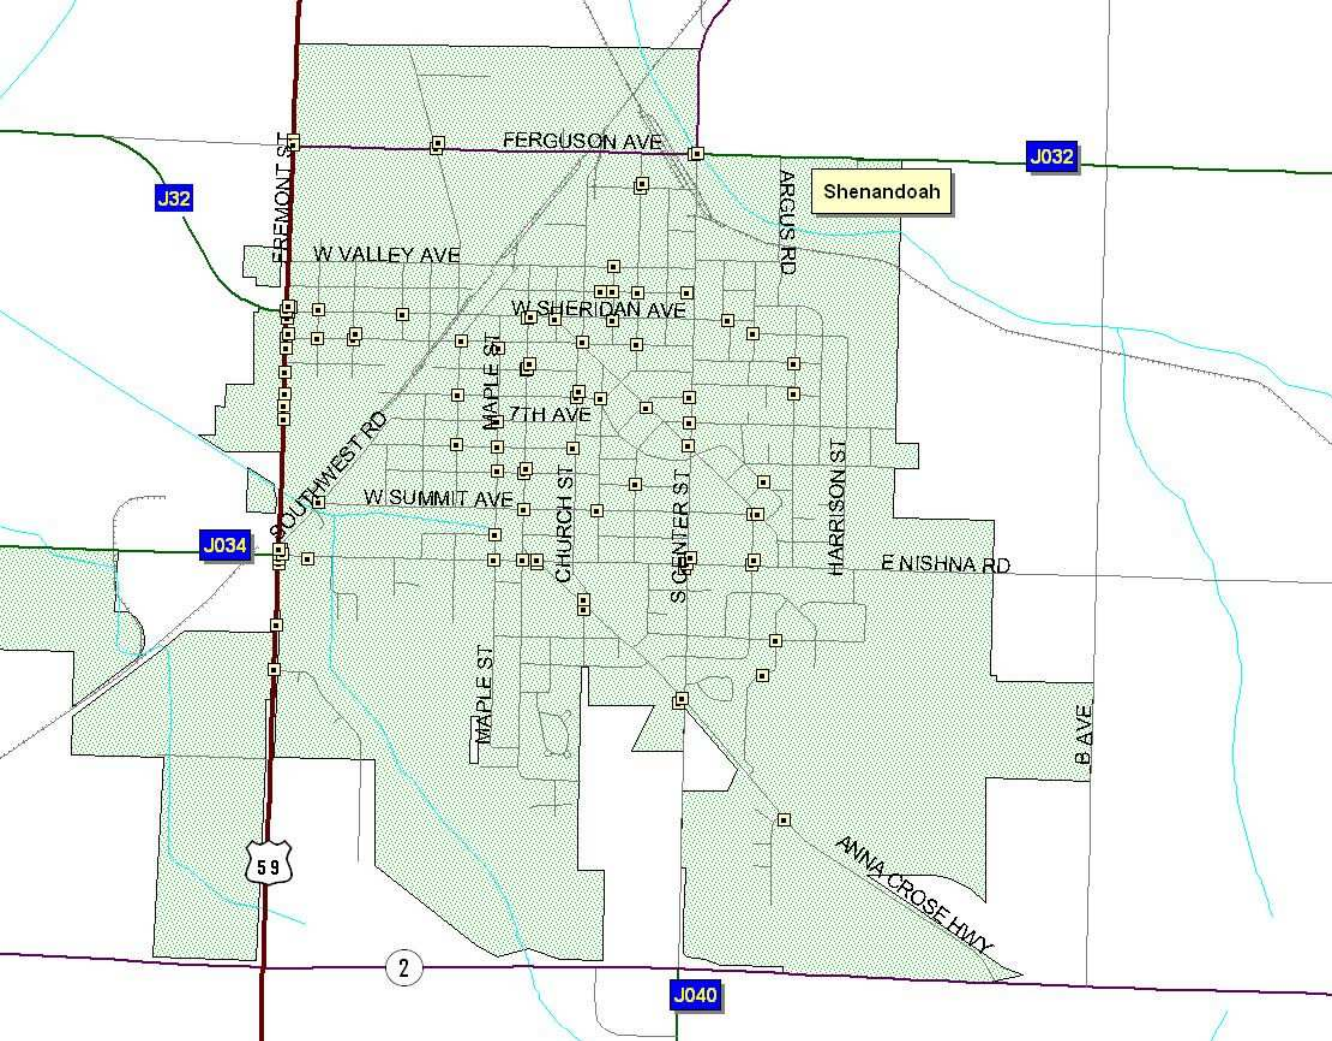 FERGUSON AVE
J032
J32
FREMONT ST
ARGUS RD
Shenandoah
W VALLEY AVE
W SHERIDAN AVE
MAPLE ST
7TH AVE
SOUTHWEST RD
W SUMMIT AVE
CHURCH ST
S CENTER ST
HARRISON ST
J034
E NISHNA RD
MAPLE ST
B AVE
59
ANNA CROSE HWY
2
J040